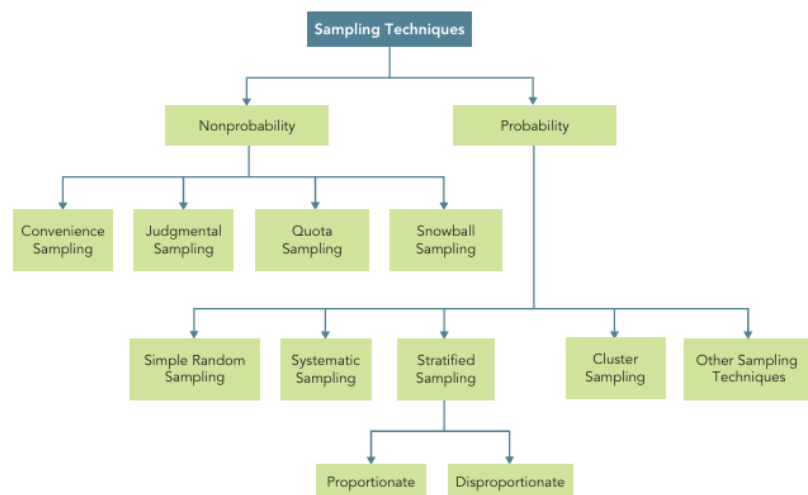 Sampling Techniques
Nonprobability
Probability
Convenience
Sampling
Judgmental
Sampling
Quota
Sampling
Snowball
Sampling
Simple Random
Sampling
Systematic
Sampling
Stratified
Sampling
Cluster
Sampling
Other Sampling
Techniques
Proportionate
Disproportionate